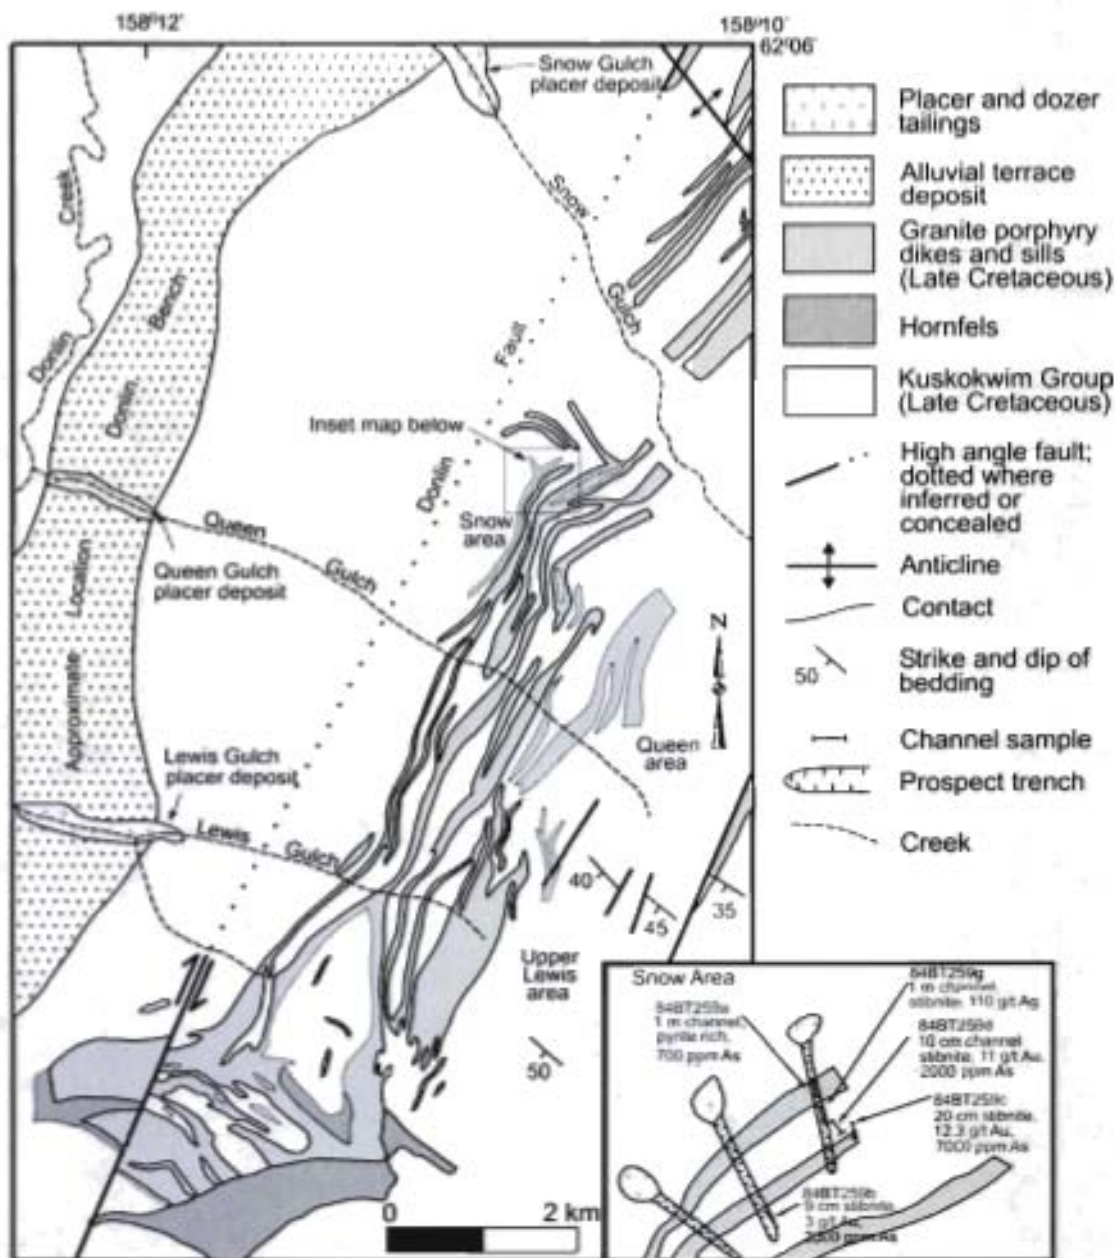 158°12'
158°10'
62°06'
Snow Gulch
placer deposit
Creek
Donlin
Snow
Gulch
Bench
Donlin
Location
Approximate
Fault
Donlin
Inset map below
Snow
area
Queen
Gulch
Queen Gulch
placer deposit
N
Queen
area
Lewis Gulch
placer deposit
Lewis
Gulch
40
45
35
Upper
Lewis
area
50
0
2 km
Placer and dozer
tailings
Alluvial terrace
deposit
Granite porphyry
dikes and sills
(Late Cretaceous)
Hornfels
Kuskokwim Group
(Late Cretaceous)
High angle fault;
dotted where
inferred or
concealed
Anticline
Contact
50
Strike and dip of
bedding
Channel sample
Prospect trench
Creek
Snow Area
84BT259a
1 m channel,
pyrite rich,
700 ppm As
84BT259g
1 m channel,
stibnite, 110 g/t Ag
84BT259d
10 cm channel
stibnite, 11 g/t Au,
2000 ppm As
84BT259c
20 cm stibnite,
12.3 g/t Au,
7000 ppm As
84BT259b
9 cm stibnite,
3 g/t Au,
ppm As